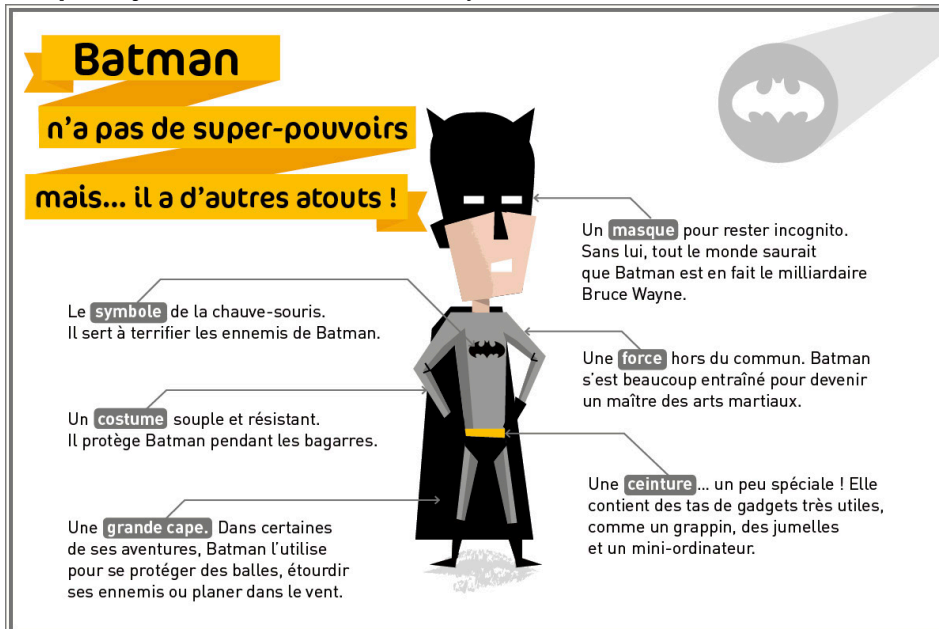 Batman
n'a pas de super-pouvoirs
mais... il a d'autres atouts !
Un masque pour rester incognito.
Sans lui, tout le monde saurait
que Batman est en fait le milliardaire
Bruce Wayne.
Le symbole de la chauve-souris.
Il sert à terrifier les ennemis de Batman.
Une force hors du commun. Batman
s'est beaucoup entraîné pour devenir
un maître des arts martiaux.
Un costume souple et résistant.
Il protège Batman pendant les bagarres.
Une ceinture... un peu spéciale ! Elle
contient des tas de gadgets très utiles,
comme un grappin, des jumelles
et un mini-ordinateur.
Une grande cape. Dans certaines
de ses aventures, Batman l'utilise
pour se protéger des balles, étourdir
ses ennemis ou planer dans le vent.